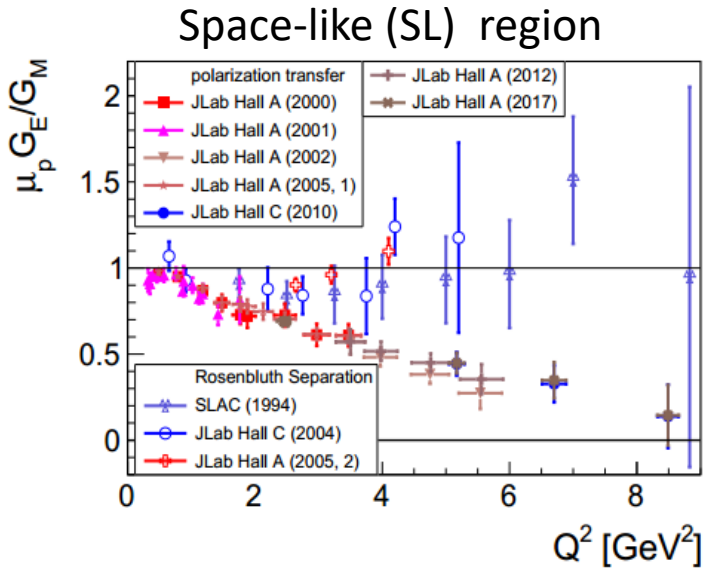 Space-like (SL) region
μpGE/GM
2
1.5
1
0.5
0
polarization transfer
JLab Hall A (2000)
JLab Hall A (2001)
JLab Hall A (2002)
JLab Hall A (2005, 1)
JLab Hall C (2010)
JLab Hall A (2012)
JLab Hall A (2017)
Rosenbluth Separation
SLAC (1994)
JLab Hall C (2004)
JLab Hall A (2005, 2)
0 2 4 6 8
Q² [GeV²]